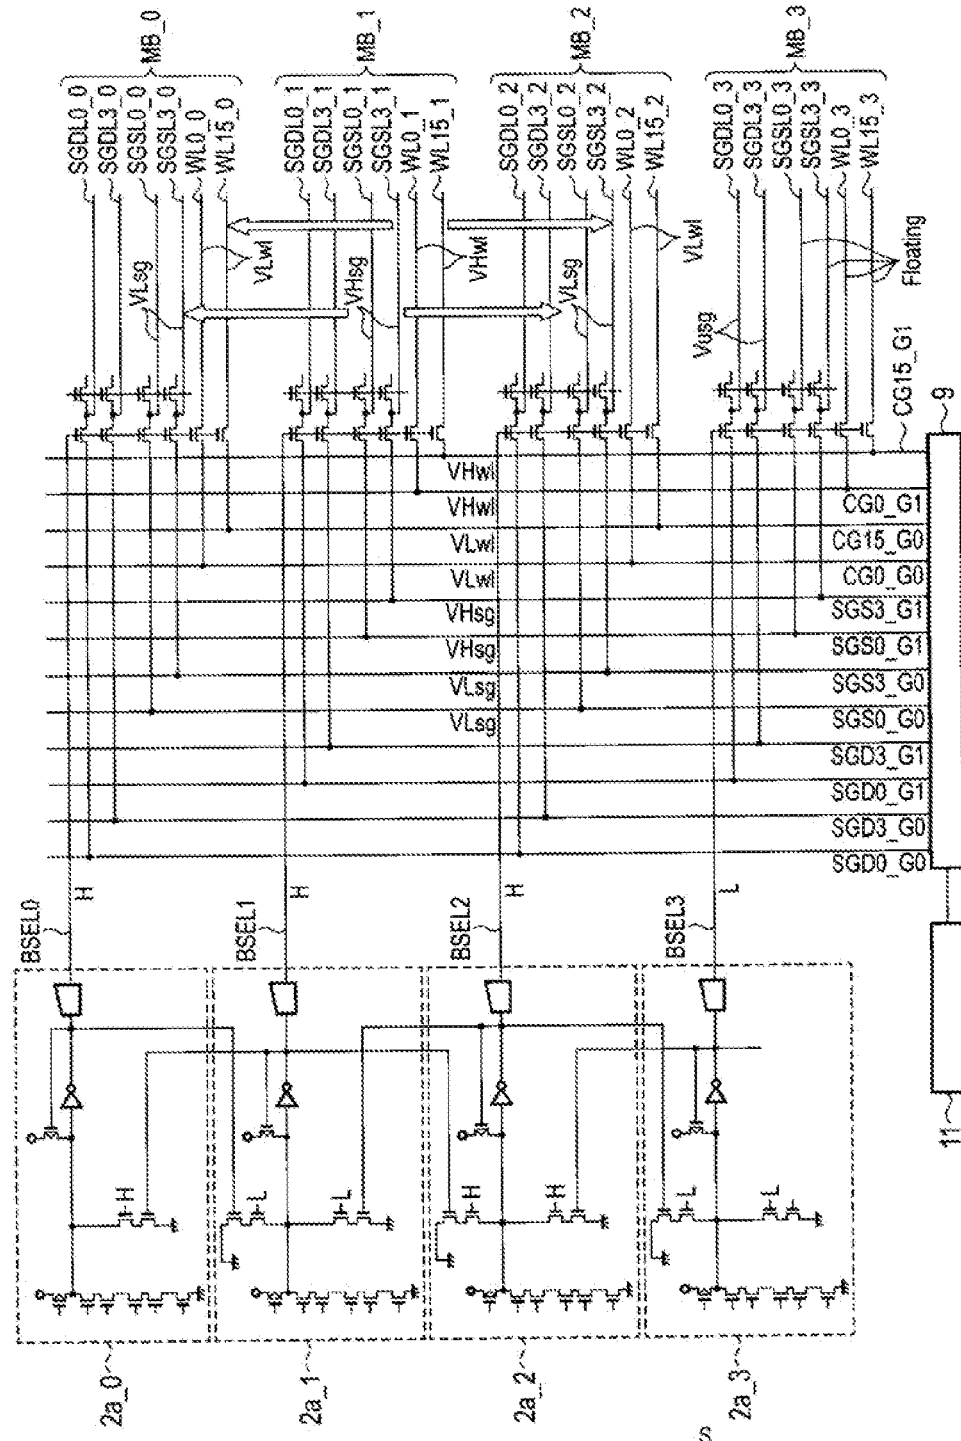 MB_0
SGDL0_0
SGDL3_0
SGSL0_0
SGSL3_0
WL0_0
WL15_0
MB_1
SGDL0_1
SGDL3_1
SGSL0_1
SGSL3_1
WL0_1
WL15_1
MB_2
SGDL0_2
SGDL3_2
SGSL0_2
SGSL3_2
WL0_2
WL15_2
MB_3
SGDL0_3
SGDL3_3
SGSL0_3
SGSL3_3
WL0_3
WL15_3
VLsg
VLwl
VHsg
VHwl
VLsg
VLwl
Vusg
Floating
CG15_G1
9
VHwl
CG0_G1
VHwl
CG15_G0
VLwl
CG0_G0
VLwl
SGS3_G1
VHsg
SGS0_G1
VHsg
SGS3_G0
VLsg
SGS0_G0
VLsg
SGD3_G1
SGD0_G1
SGD3_G0
SGD0_G0
H
H
H
L
BSEL0
BSEL1
BSEL2
BSEL3
H
L
L
H
H
L
L
11
2a_0
2a_1
2a_2
2a_3
S